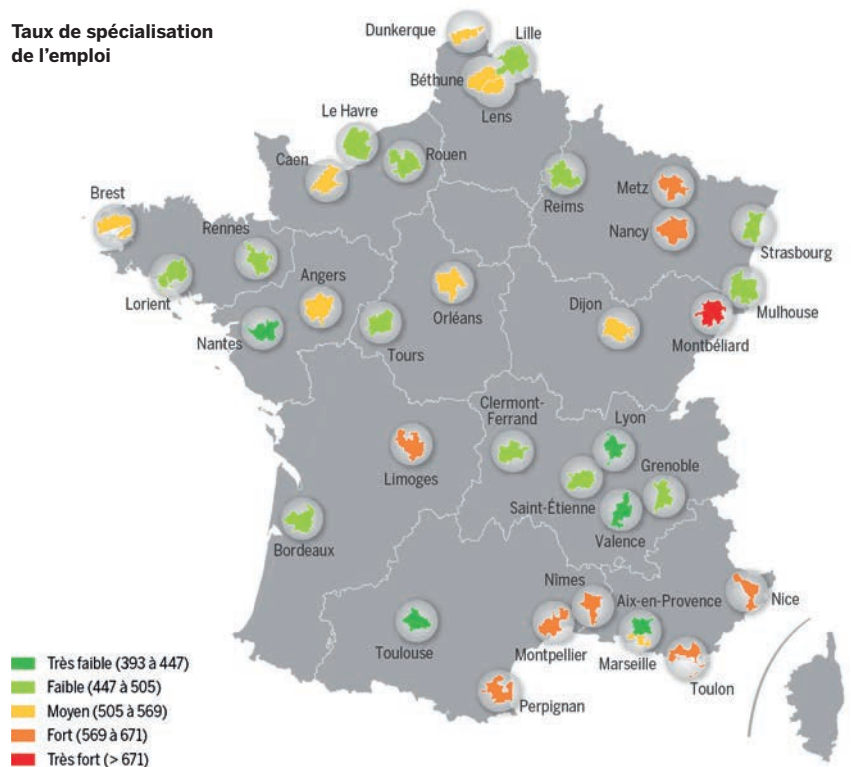 Taux de spécialisation
de l'emploi
Dunkerque
Lille
Béthune
Lens
Le Havre
Rouen
Caen
Reims
Metz
Nancy
Strasbourg
Brest
Rennes
Lorient
Angers
Orléans
Dijon
Mulhouse
Montbéliard
Nantes
Tours
Clermont-
Ferrand
Lyon
Limoges
Grenoble
Saint-Étienne
Valence
Bordeaux
Nîmes
Aix-en-Provence
Nice
Toulouse
Montpellier
Marseille
Toulon
Perpignan
Très faible (393 à 447)
Faible (447 à 505)
Moyen (505 à 569)
Fort (569 à 671)
Très fort (> 671)